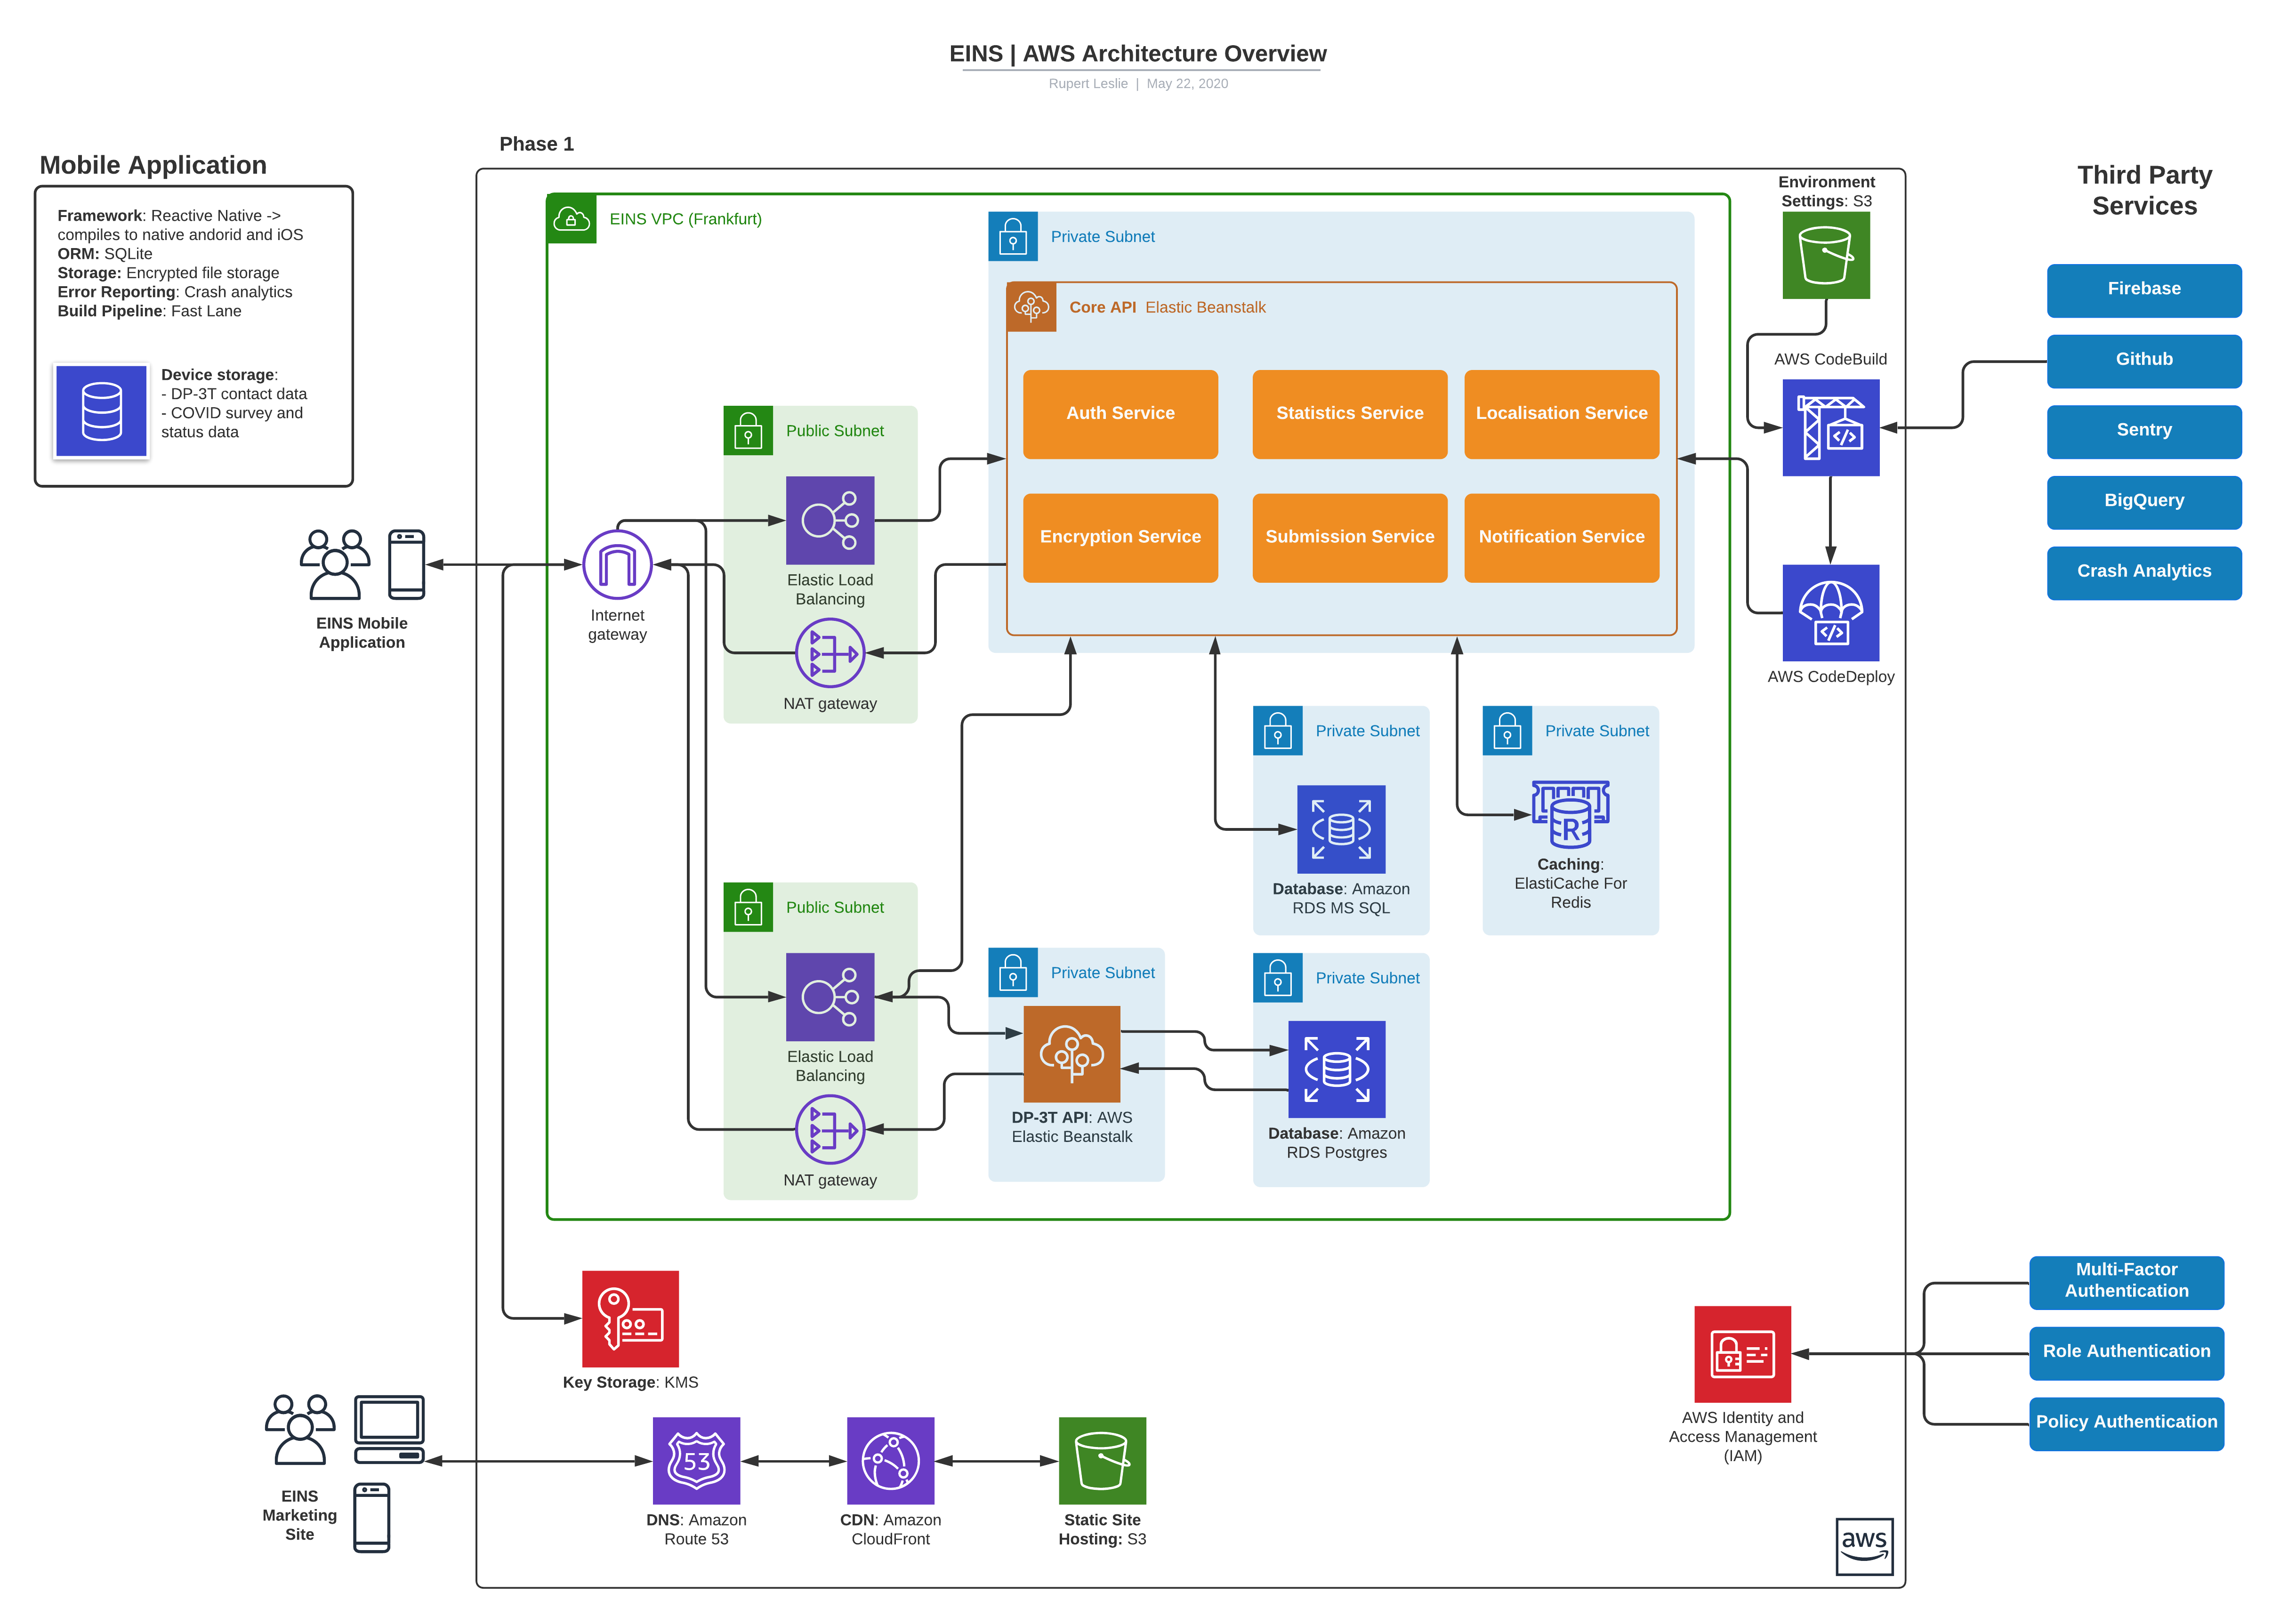 EINS | AWS Architecture Overview
Rupert Leslie | May 22, 2020
Mobile Application
Framework: Reactive Native ->
compiles to native andorid and iOS
ORM: SQLite
Storage: Encrypted file storage
Error Reporting: Crash analytics
Build Pipeline: Fast Lane
Device storage:
- DP-3T contact data
- COVID survey and
status data
EINS Mobile
Application
Phase 1
EINS VPC (Frankfurt)
Internet
gateway
Public Subnet
Elastic Load
Balancing
NAT gateway
Private Subnet
Core API Elastic Beanstalk
Auth Service
Statistics Service
Localisation Service
Encryption Service
Submission Service
Notification Service
Private Subnet
Database: Amazon
RDS MS SQL
Private Subnet
R
Caching:
ElastiCache For
Redis
Public Subnet
Elastic Load
Balancing
NAT gateway
Private Subnet
DP-3T API: AWS
Elastic Beanstalk
Private Subnet
Database: Amazon
RDS Postgres
Environment
Settings: S3
AWS CodeBuild
</>
</>
AWS CodeDeploy
Third Party
Services
Firebase
Github
Sentry
BigQuery
Crash Analytics
Key Storage: KMS
EINS
Marketing
Site
53
DNS: Amazon
Route 53
CDN: Amazon
CloudFront
Static Site
Hosting: S3
AWS Identity and
Access Management
(IAM)
Multi-Factor
Authentication
Role Authentication
Policy Authentication
aws